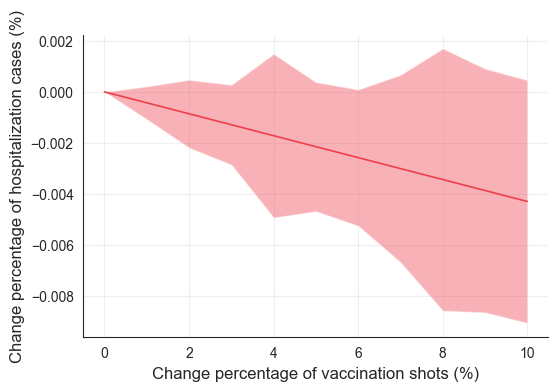 Change percentage of hospitalization cases (%)
0.002
0.000
−0.002
−0.004
−0.006
−0.008
0 2 4 6 8 10
Change percentage of vaccination shots (%)